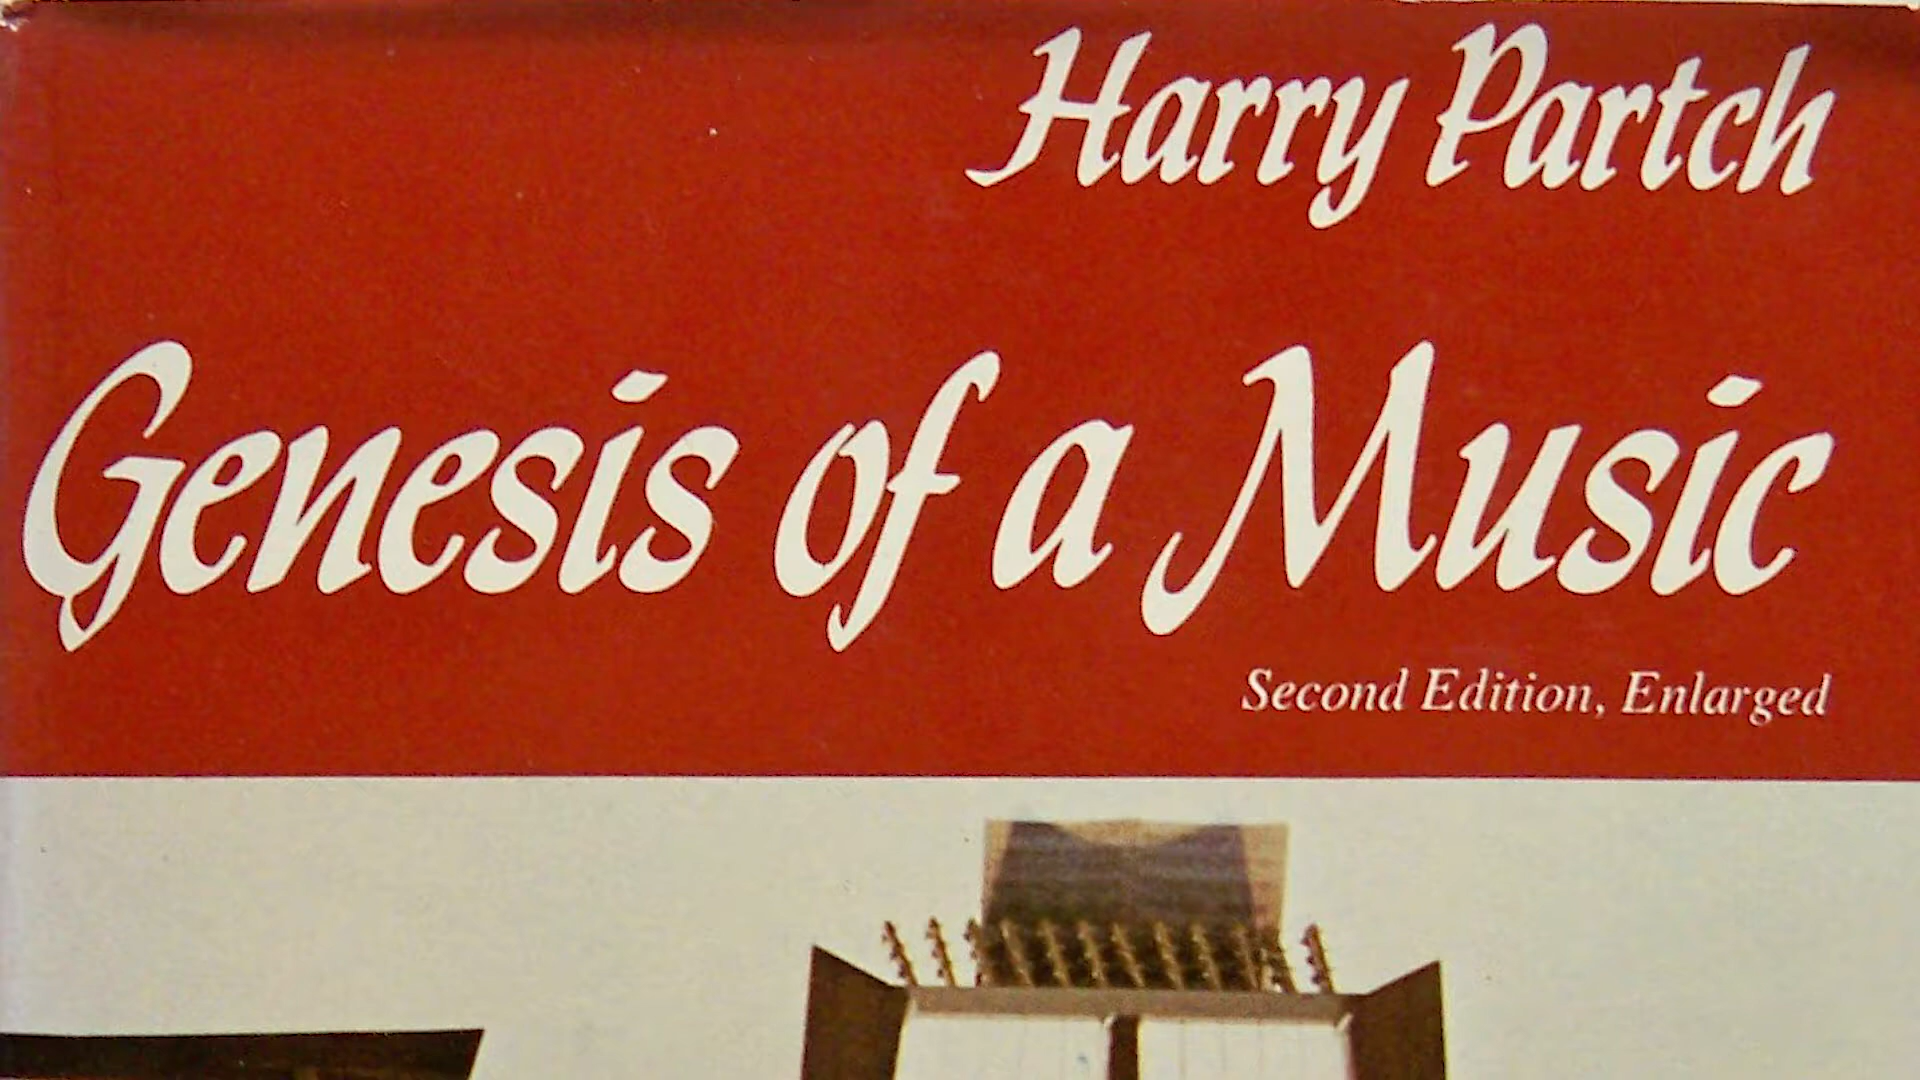 Harry Partch
Genesis of a Music
Second Edition, Enlarged